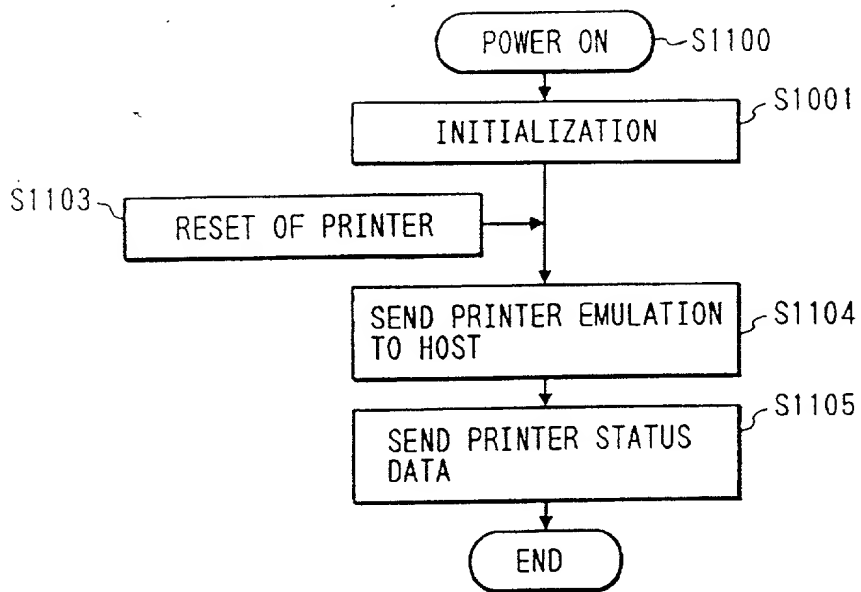 POWER ON
S1100
INITIALIZATION
S1001
S1103
RESET OF PRINTER
SEND PRINTER EMULATION
TO HOST
S1104
SEND PRINTER STATUS
DATA
S1105
END